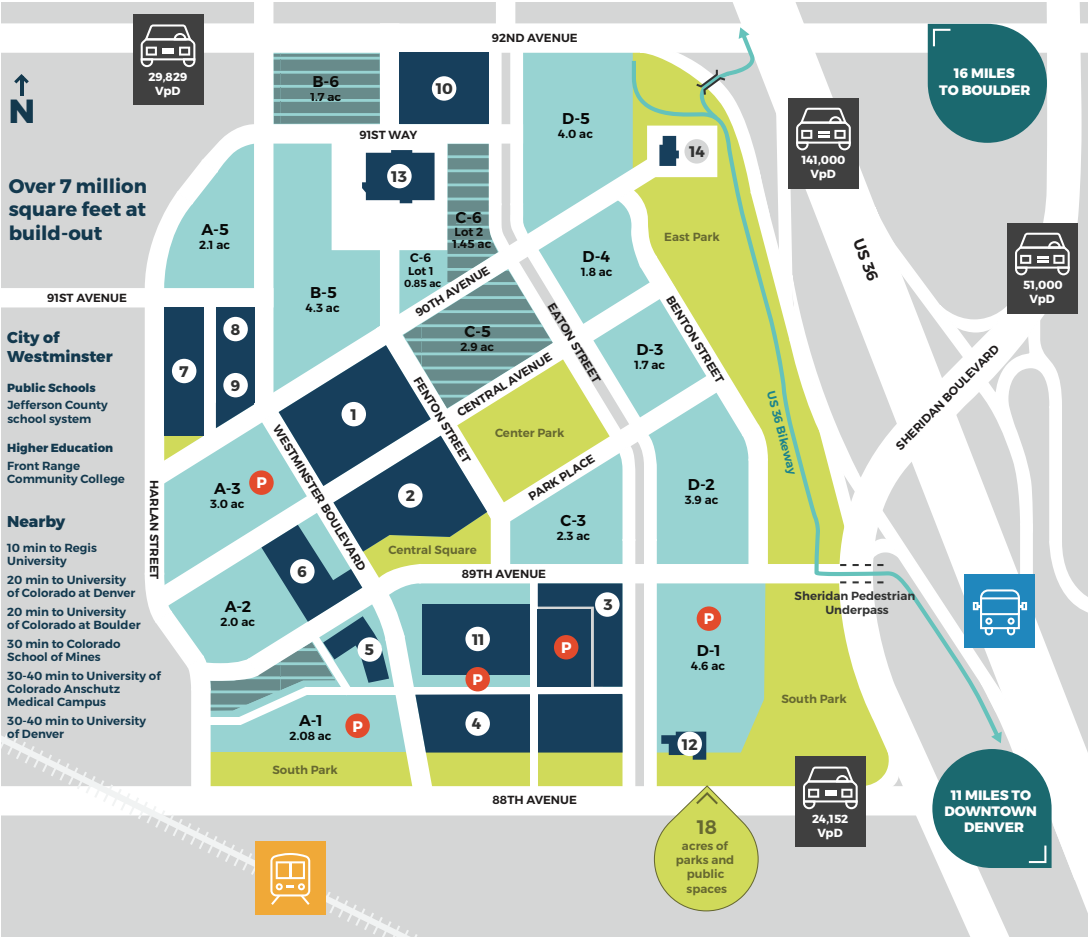 92ND AVENUE
29,829
VpD
N
B-6
1.7 ac
10
16 MILES
TO BOULDER
D-5
4.0 ac
91ST WAY
141,000
VpD
14
13
Over 7 million
square feet at
build-out
A-5
2.1 ac
C-6
Lot 2
1.45 ac
East Park
US 36
D-4
1.8 ac
C-6
Lot 1
0.85 ac
51,000
VpD
91ST AVENUE
B-5
4.3 ac
90TH AVENUE
EATON STREET
BENTON STREET
8
C-5
2.9 ac
City of
Westminster
D-3
1.7 ac
7
9
Public Schools
Jefferson County
school system
CENTRAL AVENUE
FENTON STREET
SHERIDAN BOULEVARD
1
US 36 Bikeway
Center Park
Higher Education
Front Range
Community College
WESTMINSTER BOULEVARD
PARK PLACE
A-3
3.0 ac
P
2
D-2
3.9 ac
HARLAN STREET
Nearby
C-3
2.3 ac
10 min to Regis
University
Central Square
6
89TH AVENUE
20 min to University
of Colorado at Denver
Sheridan Pedestrian
Underpass
A-2
2.0 ac
3
20 min to University
of Colorado at Boulder
11
P
P
D-1
4.6 ac
30 min to Colorado
School of Mines
5
P
30-40 min to University of
Colorado Anschutz
Medical Campus
South Park
A-1
2.08 ac
P
4
30-40 min to University
of Denver
12
South Park
88TH AVENUE
24,152
VpD
11 MILES TO
DOWNTOWN
DENVER
18
acres of
parks and
public
spaces